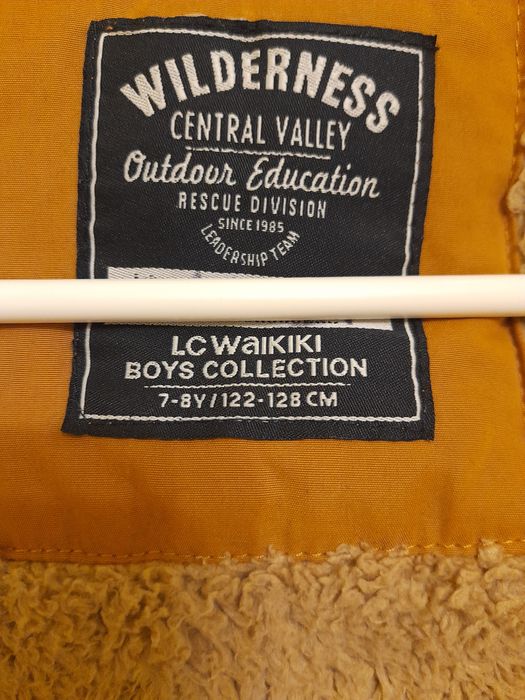 WILDERNESS
CENTRAL VALLEY
Outdoor Education
RESCUE DIVISION
SINCE 1985
LEADERSHIP TEAM
LC WAIKIKI
BOYS COLLECTION
7-8Y/122-128 CM